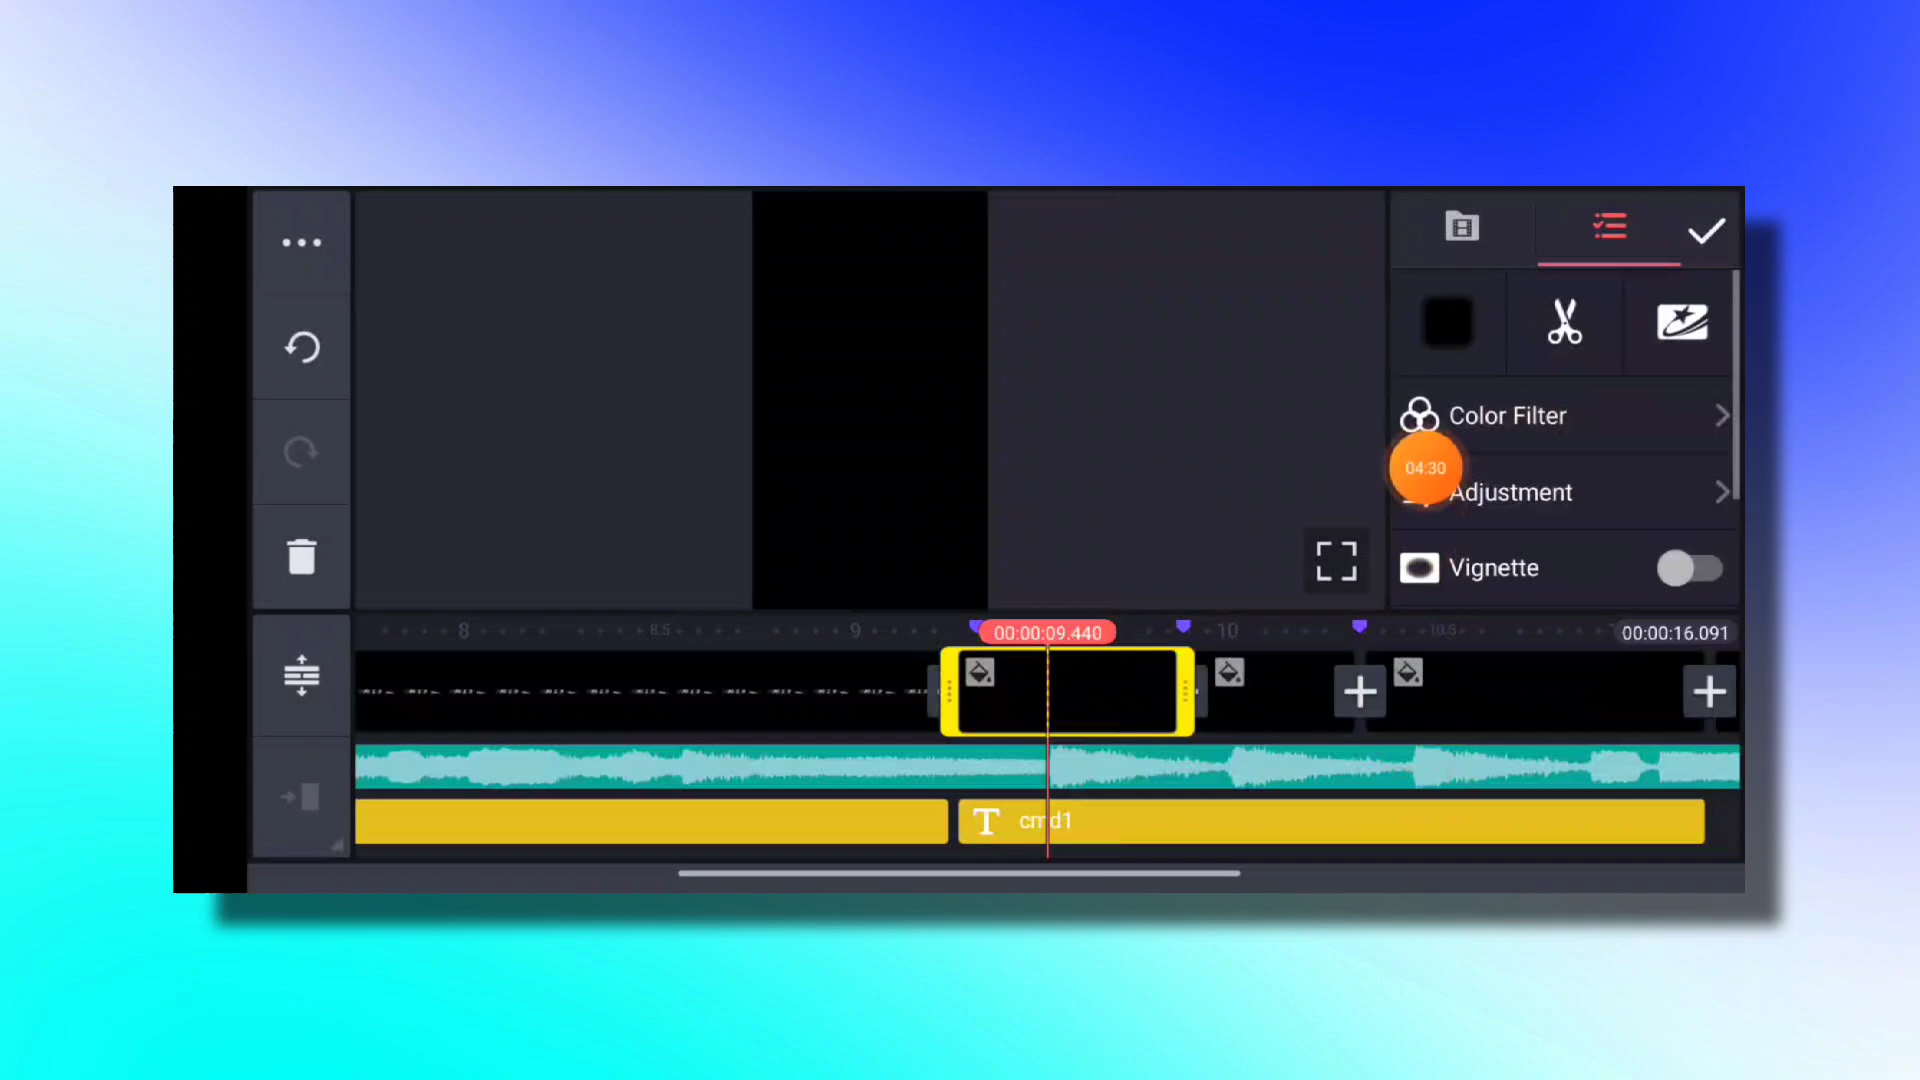 Color Filter
04:30
Adjustment
Vignette
8
8.5
9
00:00:09.440
10
10.5
00:00:16.091
T cmd1